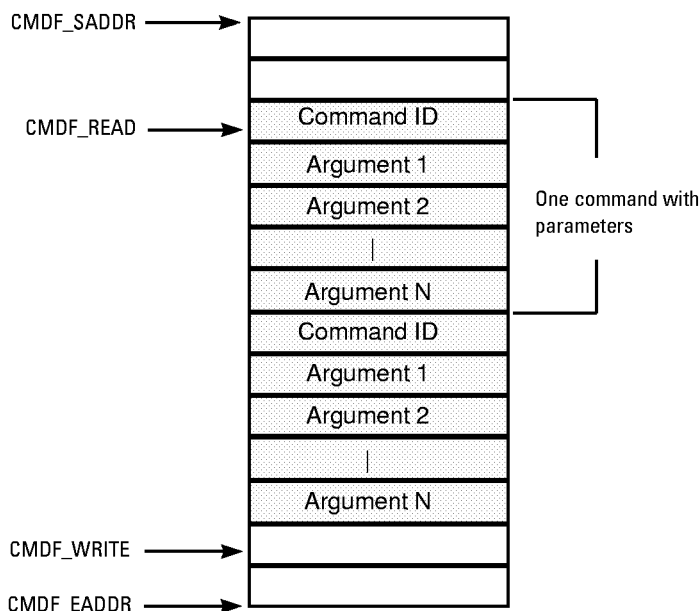 CMDF_SADDR
CMDF_READ
Command ID
Argument 1
Argument 2
|
Argument N
One command with
parameters
Command ID
Argument 1
Argument 2
|
Argument N
CMDF_WRITE
CMDF_EADDR